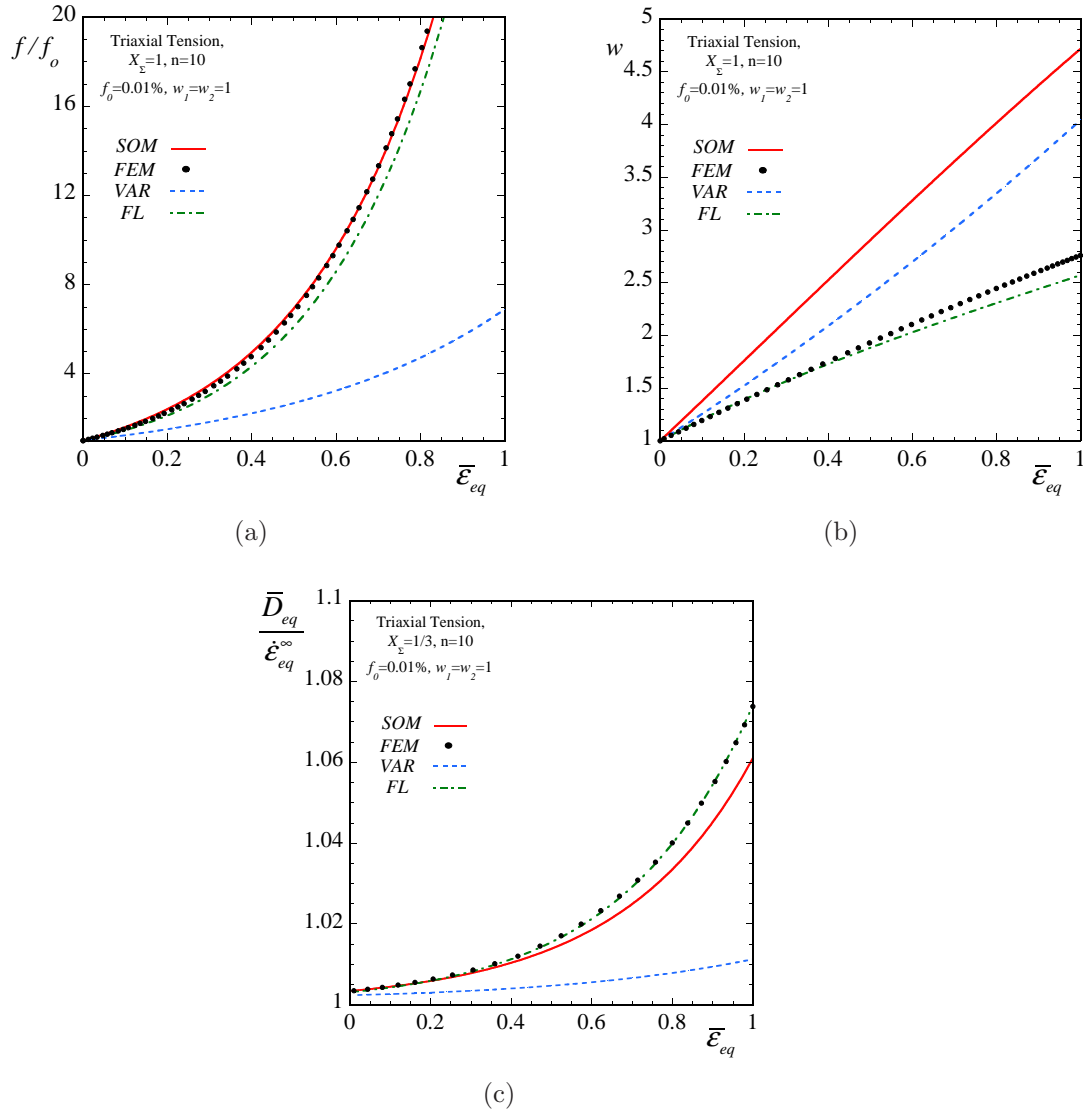 f/f_o
20
16
12
8
4
Triaxial Tension,
X_Σ=1, n=10
f_0=0.01%, w_1=w_2=1
SOM
FEM
VAR
FL
0 0.2 0.4 0.6 0.8 1
ε̅_eq
(a)
w
5
4.5
4
3.5
3
2.5
2
1.5
1
Triaxial Tension,
X_Σ=1, n=10
f_0=0.01%, w_1=w_2=1
SOM
FEM
VAR
FL
0 0.2 0.4 0.6 0.8 1
ε̅_eq
(b)
D̅_eq
ε̇_eq^∞
1.1
1.08
1.06
1.04
1.02
1
Triaxial Tension,
X_Σ=1/3, n=10
f_0=0.01%, w_1=w_2=1
SOM
FEM
VAR
FL
0 0.2 0.4 0.6 0.8 1
ε̅_eq
(c)